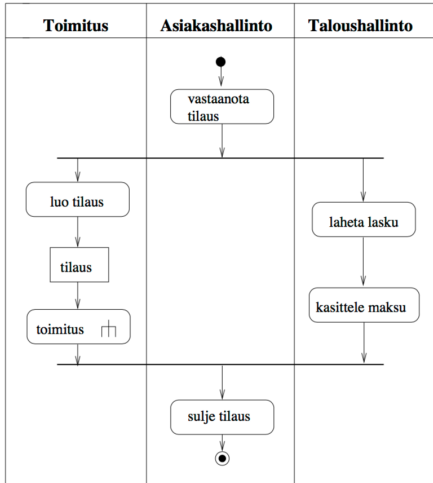 Toimitus
Asiakashallinto
Taloushallinto
vastaanota
tilaus
luo tilaus
laheta lasku
tilaus
kasittele maksu
toimitus
sulje tilaus